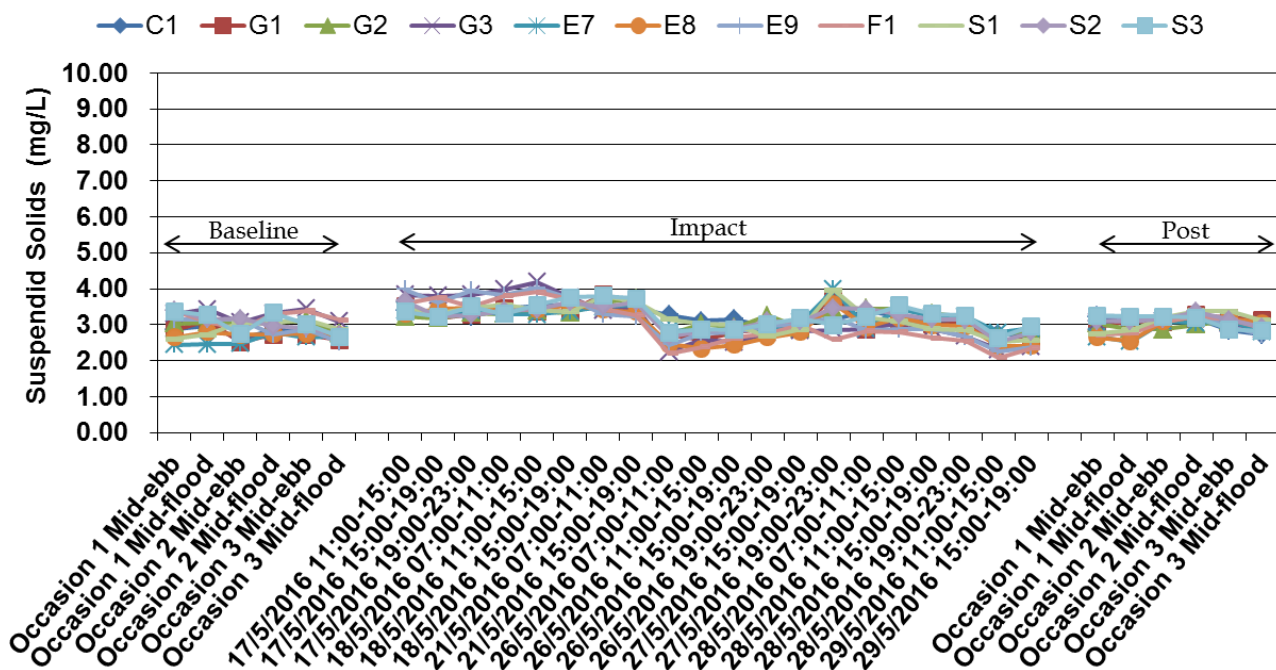 C1 G1 G2 G3 E7 E8 E9 F1 S1 S2 S3
Suspendid Solids (mg/L)
10.00
9.00
8.00
7.00
6.00
5.00
4.00
3.00
2.00
1.00
0.00
Baseline
Impact
Post
Occasion 1 Mid-ebb
Occasion 1 Mid-flood
Occasion 2 Mid-ebb
Occasion 2 Mid-flood
Occasion 3 Mid-ebb
Occasion 3 Mid-flood
17/5/2016 11:00-15:00
17/5/2016 15:00-19:00
17/5/2016 19:00-23:00
18/5/2016 07:00-11:00
18/5/2016 11:00-15:00
18/5/2016 15:00-19:00
21/5/2016 07:00-11:00
21/5/2016 15:00-19:00
26/5/2016 07:00-11:00
26/5/2016 11:00-15:00
26/5/2016 15:00-19:00
26/5/2016 19:00-23:00
27/5/2016 15:00-19:00
27/5/2016 19:00-23:00
28/5/2016 07:00-11:00
28/5/2016 11:00-15:00
28/5/2016 15:00-19:00
28/5/2016 19:00-23:00
29/5/2016 11:00-15:00
29/5/2016 15:00-19:00
Occasion 1 Mid-ebb
Occasion 1 Mid-flood
Occasion 2 Mid-ebb
Occasion 2 Mid-flood
Occasion 3 Mid-ebb
Occasion 3 Mid-flood